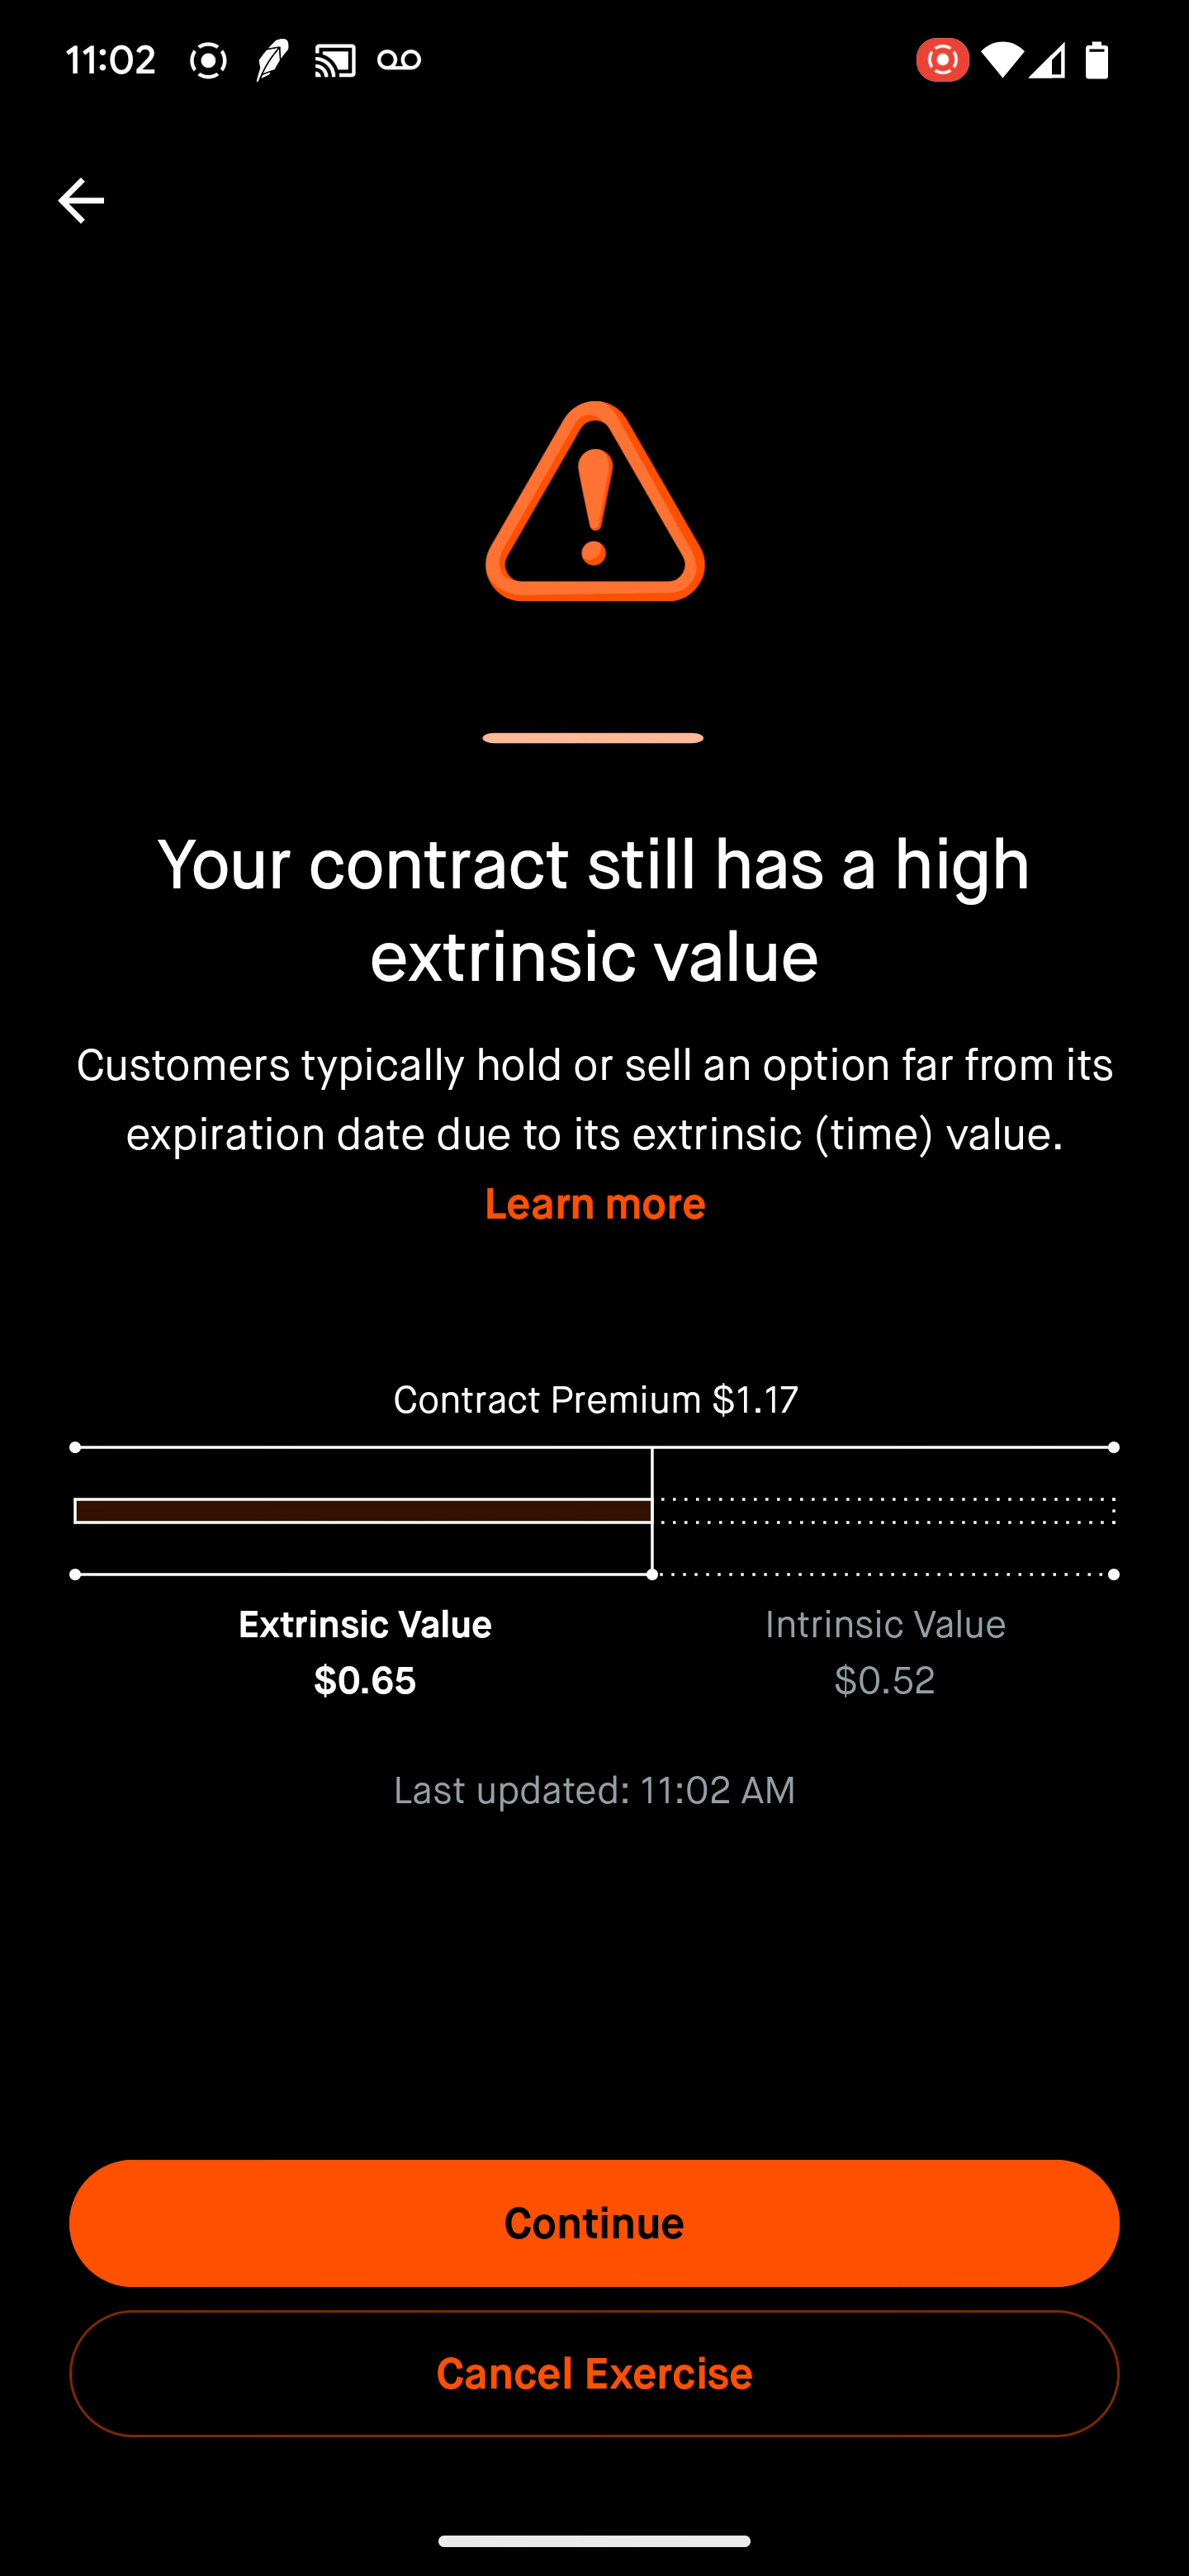 11:02
Your contract still has a high
extrinsic value
Customers typically hold or sell an option far from its
expiration date due to its extrinsic (time) value.
Learn more
Contract Premium $1.17
Extrinsic Value
$0.65
Intrinsic Value
$0.52
Last updated: 11:02 AM
Continue
Cancel Exercise